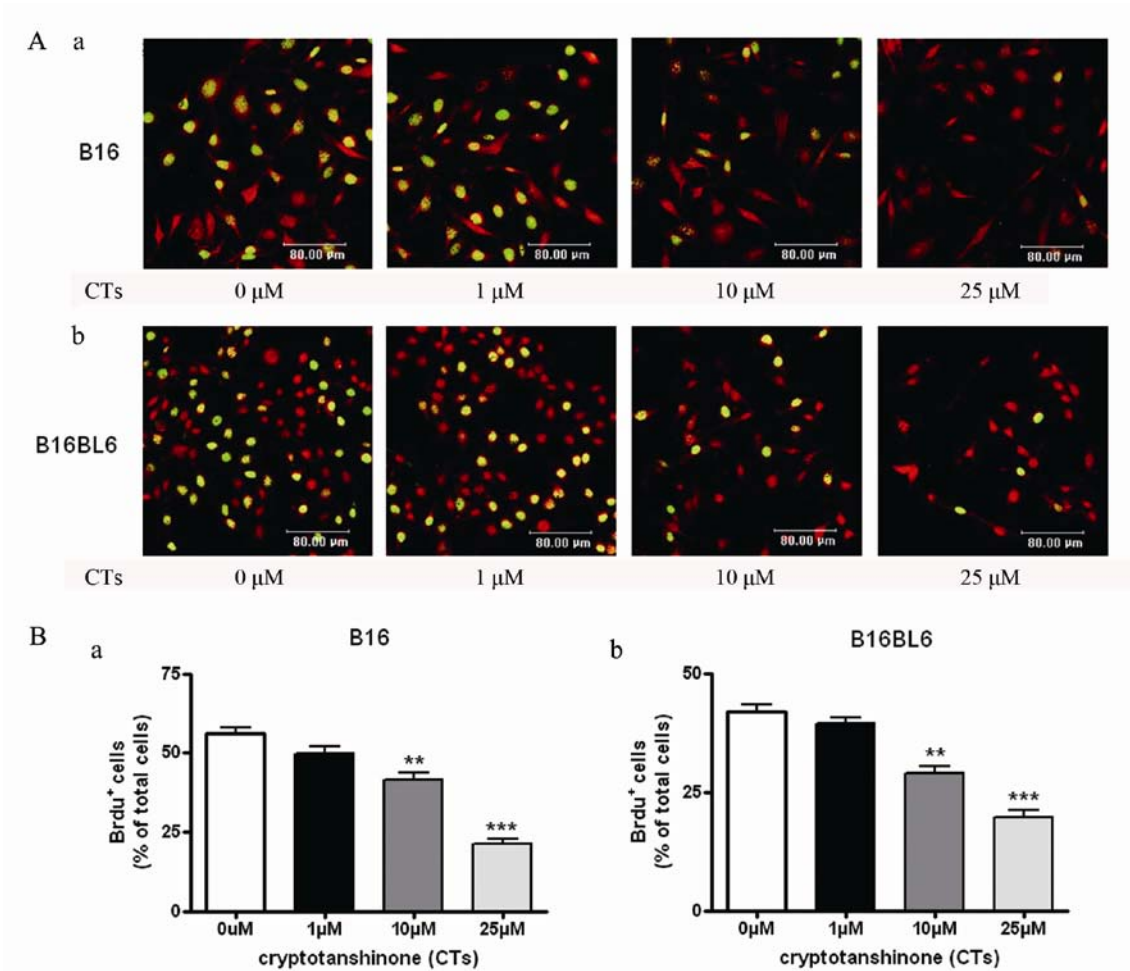 A a
B16
80.00 µm 80.00 µm 80.00 µm 80.00 µm
CTs 0 µM 1 µM 10 µM 25 µM
b
B16BL6
80.00 µm 80.00 µm 80.00 µm 80.00 µm
CTs 0 µM 1 µM 10 µM 25 µM
B a B16
75
50
25
0
Brdu+ cells
(% of total cells)
** ***
0uM 1µM 10µM 25µM
cryptotanshinone (CTs)
b B16BL6
50
25
0
Brdu+ cells
(% of total cells)
** ***
0µM 1µM 10µM 25µM
cryptotanshinone (CTs)